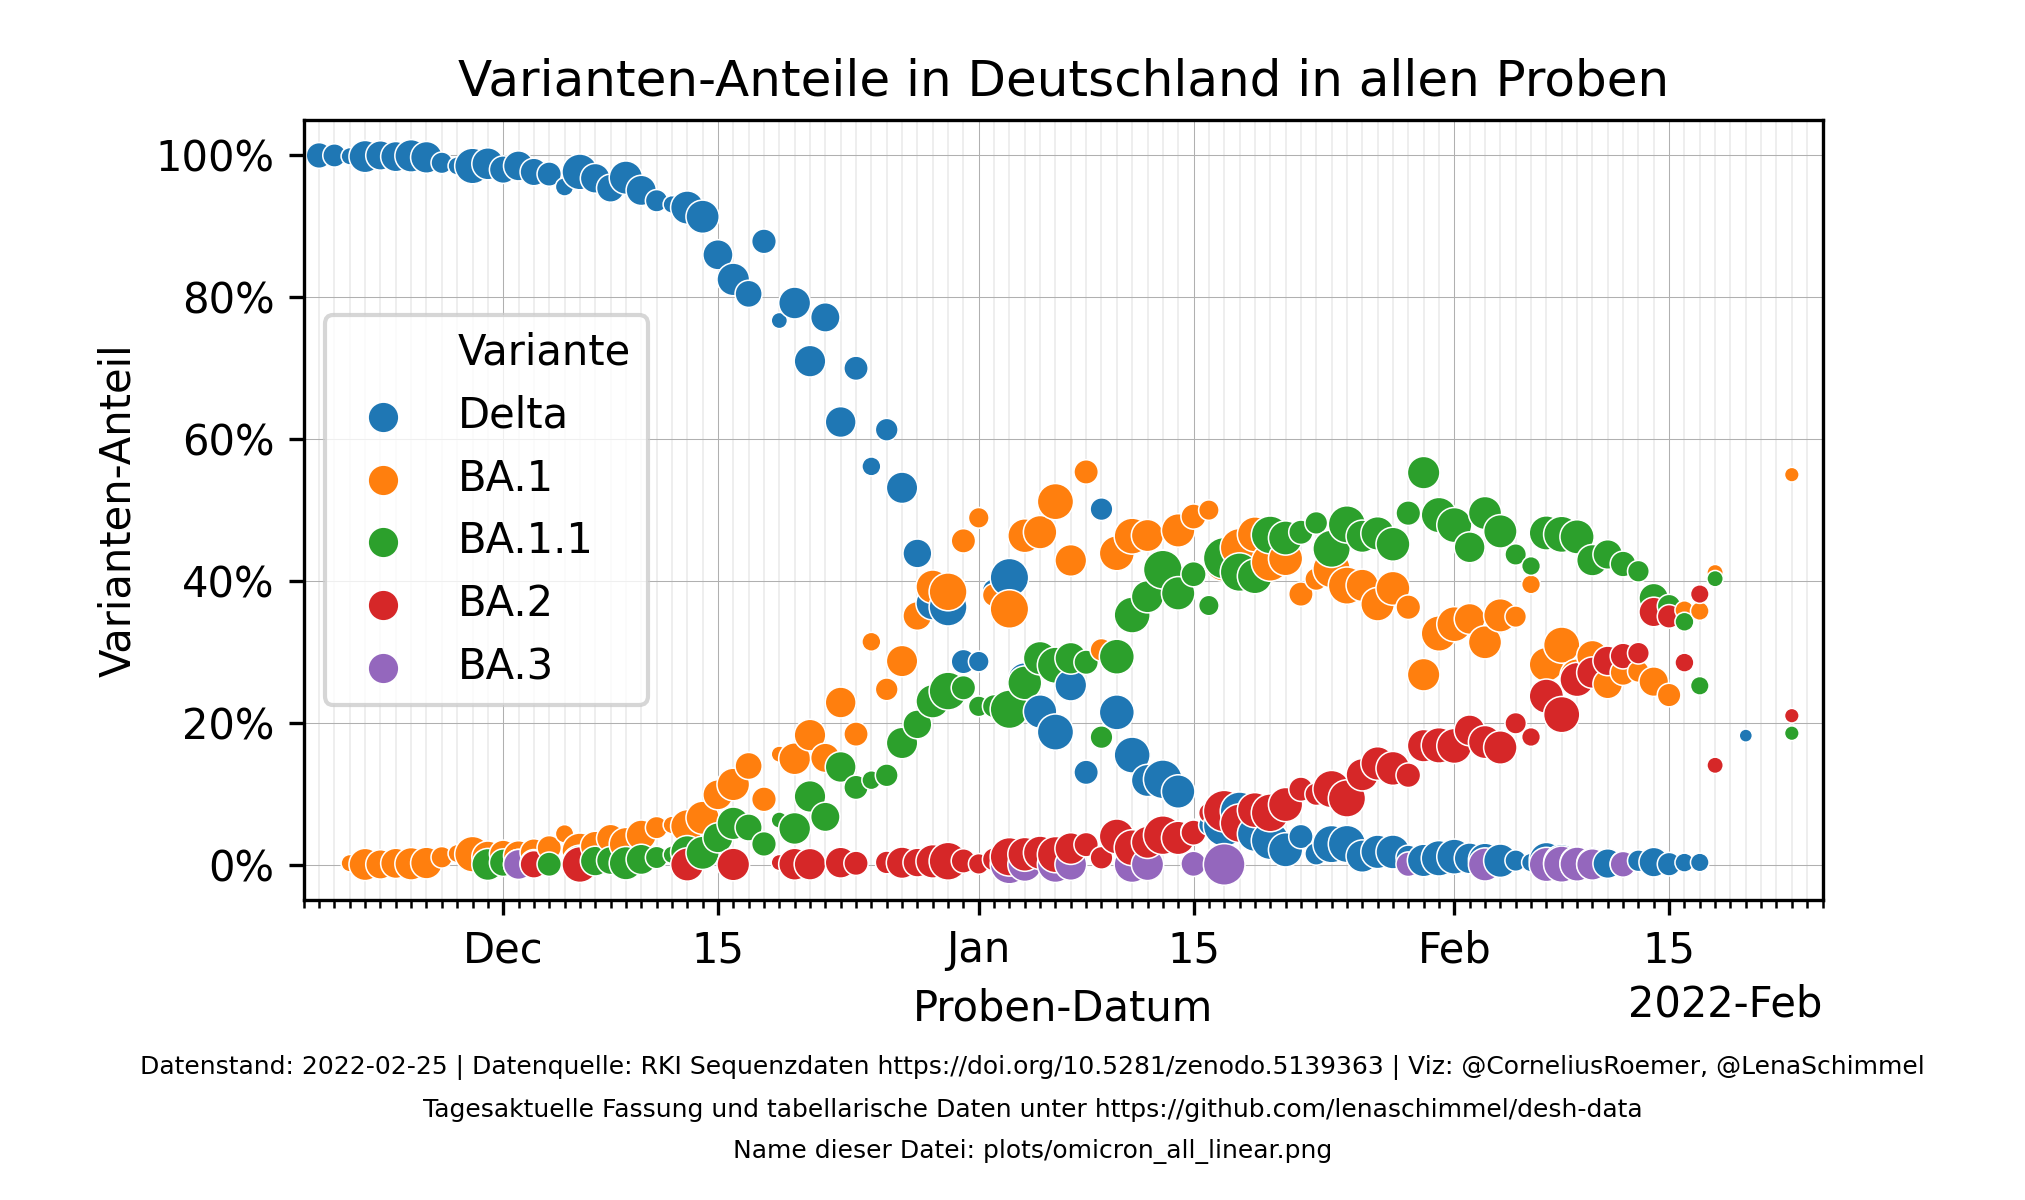 Varianten-Anteile in Deutschland in allen Proben
Varianten-Anteil
100%
80%
60%
40%
20%
0%
Variante
Delta
BA.1
BA.1.1
BA.2
BA.3
Dec
15
Jan
15
Feb
15
Proben-Datum
2022-Feb
Datenstand: 2022-02-25 | Datenquelle: RKI Sequenzdaten https://doi.org/10.5281/zenodo.5139363 | Viz: @CorneliusRoemer, @LenaSchimmel
Tagesaktuelle Fassung und tabellarische Daten unter https://github.com/lenaschimmel/desh-data
Name dieser Datei: plots/omicron_all_linear.png